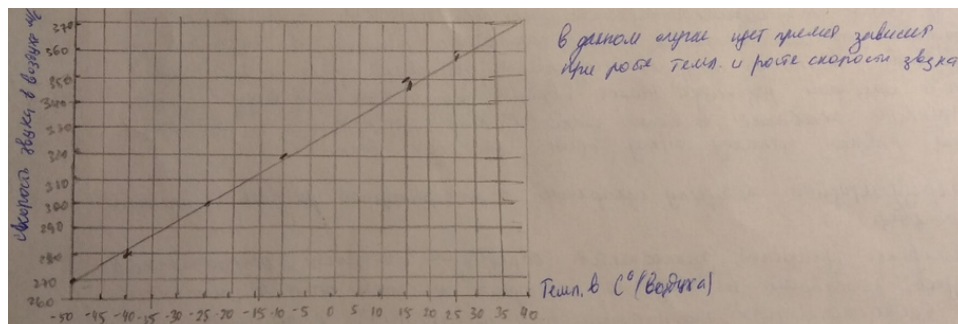 Скорость звука в воздухе м/с
370
360
350
340
330
320
310
300
290
280
270
260
-50 -45 -40 -35 -30 -25 -20 -15 -10 -5 0 5 10 15 20 25 30 35 40
в данном случае идет прямая зависит
при росте темп. и росте скорости звука
Темп. в C° (воздуха)